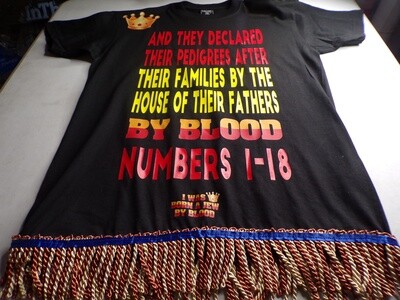 AND THEY DECLARED
THEIR PEDIGREES AFTER
THEIR FAMILIES BY THE
HOUSE OF THEIR FATHERS
BY BLOOD
NUMBERS 1-18
I WAS
BORN A JEW
BY BLOOD